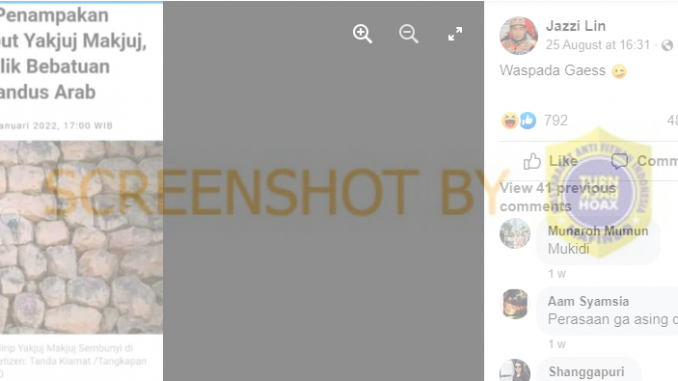 Penampakan
but Yakjuj Makjuj,
lik Bebatuan
andus Arab
anuari 2022, 17:00 WIB
SCREENSHOT BY
hinp Yakjuj Makjuj Sembunyi di
rtizen: Tanda Kiamat /Tangkapan
Jazzi Lin
25 August at 16:31
Waspada Gaess
792
48
Like
Comm
View 41 previous
comments
TURN
BACK
HOAX
Munaroh Mumun
Mukidi
1 w
Aam Syamsia
Perasaan ga asing d
1 w
Shanggapuri